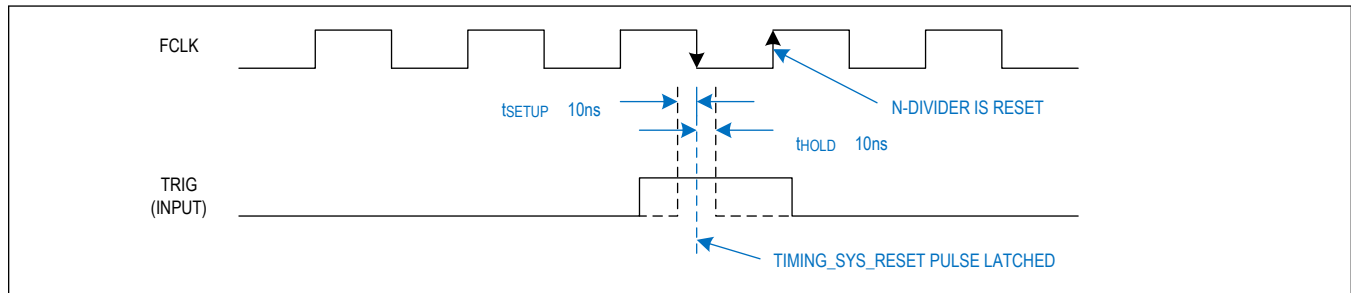 FCLK
N-DIVIDER IS RESET
tSETUP 10ns
tHOLD 10ns
TRIG
(INPUT)
TIMING_SYS_RESET PULSE LATCHED